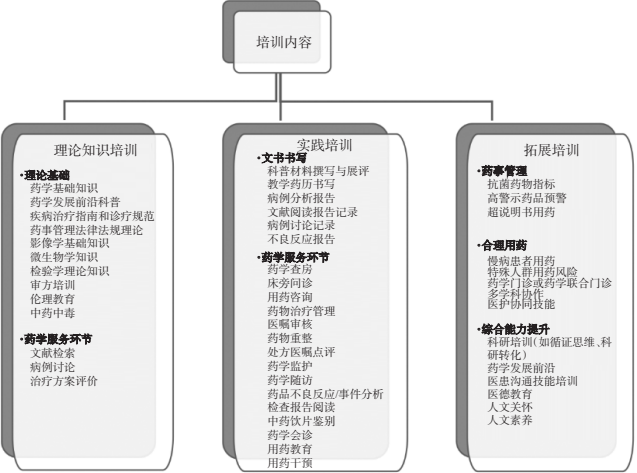 培训内容
理论知识培训
·理论基础
药学基础知识
药学发展前沿科普
疾病治疗指南和诊疗规范
药事管理法律法规理论
影像学基础知识
微生物学知识
检验学理论知识
审方培训
伦理教育
中药中毒
·药学服务环节
文献检索
病例讨论
治疗方案评价
实践培训
·文书书写
科普材料撰写与展评
教学药历书写
病例分析报告
文献阅读报告记录
病例讨论记录
不良反应报告
·药学服务环节
药学查房
床旁问诊
用药咨询
药物治疗管理
医嘱审核
药物重整
处方医嘱点评
药学监护
药学随访
药品不良反应/事件分析
检查报告阅读
中药饮片鉴别
药学会诊
用药教育
用药干预
拓展培训
·药事管理
抗菌药物指标
高警示药品预警
超说明书用药
·合理用药
慢病患者用药
特殊人群用药风险
药学门诊或药学联合门诊
多学科协作
医护协同技能
·综合能力提升
科研培训(如循证思维、科
研转化)
药学发展前沿
医患沟通技能培训
医德教育
人文关怀
人文素养